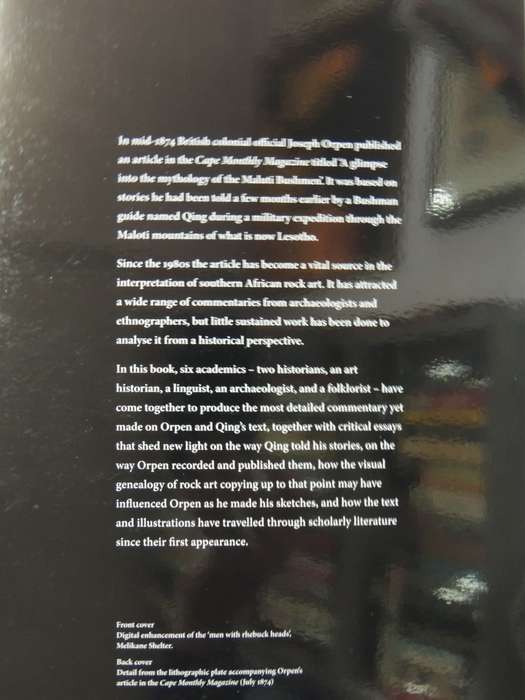 In mid-1874 British colonial official Joseph Orpen published
an article in the Cape Monthly Magazine titled 'A glimpse
into the mythology of the Maluti Bushmen'. It was based on
stories he had been told a few months earlier by a Bushman
guide named Qing during a military expedition through the
Maloti mountains of what is now Lesotho.
Since the 1980s the article has become a vital source in the
interpretation of southern African rock art. It has attracted
a wide range of commentaries from archaeologists and
ethnographers, but little sustained work has been done to
analyse it from a historical perspective.
In this book, six academics – two historians, an art
historian, a linguist, an archaeologist, and a folklorist – have
come together to produce the most detailed commentary yet
made on Orpen and Qing's text, together with critical essays
that shed new light on the way Qing told his stories, on the
way Orpen recorded and published them, how the visual
genealogy of rock art copying up to that point may have
influenced Orpen as he made his sketches, and how the text
and illustrations have travelled through scholarly literature
since their first appearance.
Front cover
Digital enhancement of the 'men with rhebuck heads',
Melikane Shelter.
Back cover
Detail from the lithographic plate accompanying Orpen's
article in the Cape Monthly Magazine (July 1874)